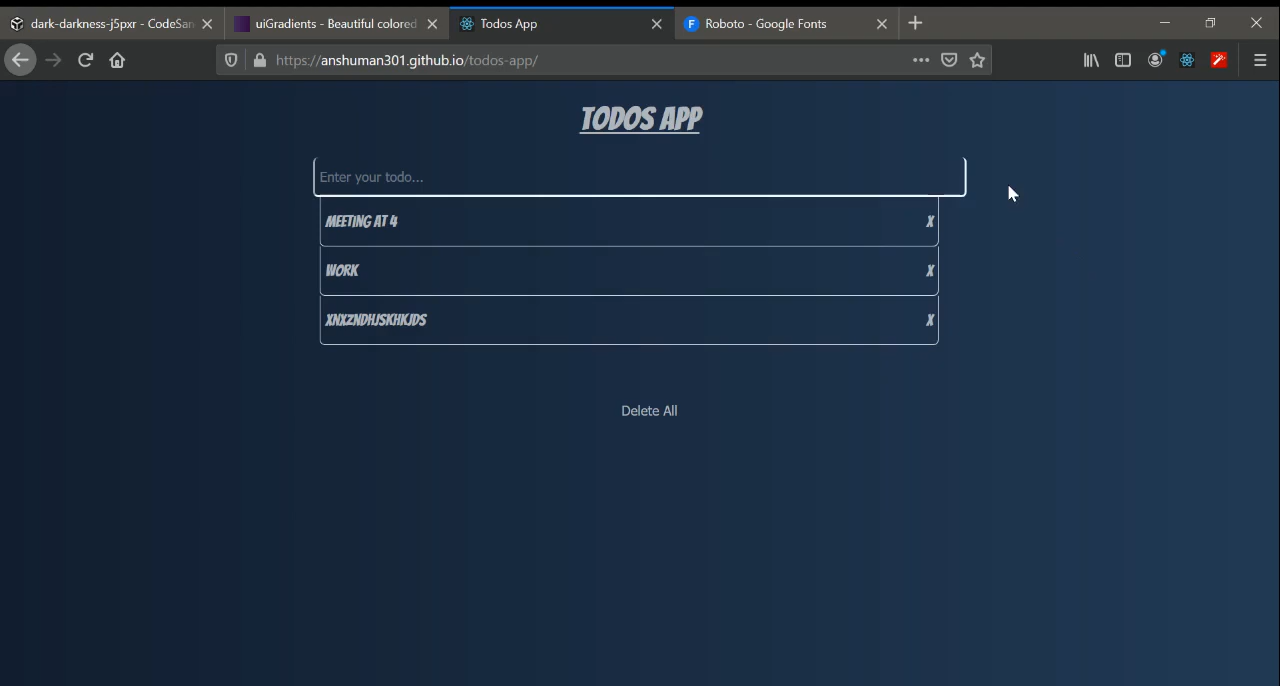 dark-darkness-j5pxr - CodeSan
uiGradients - Beautiful colored
Todos App
Roboto - Google Fonts
https://anshuman301.github.io/todos-app/
TODOS APP
Enter your todo...
MEETING AT 4 X
WORK X
XNXZNDHJSKHKJDS X
Delete All